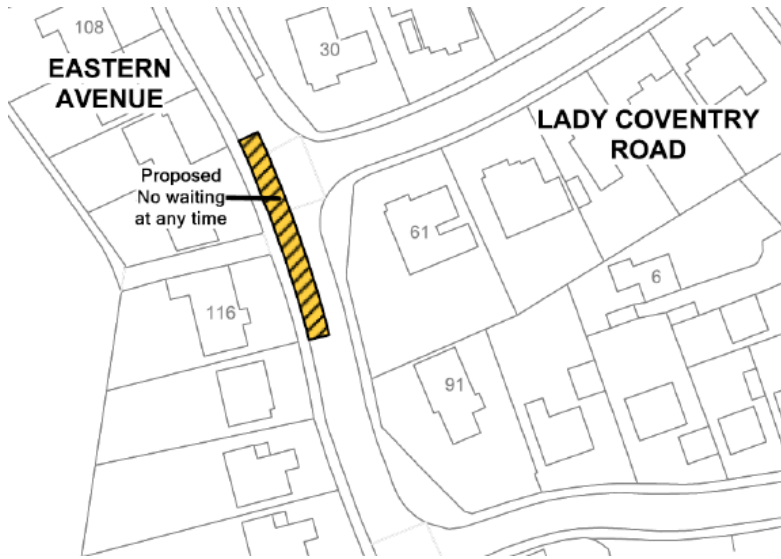 108
30
EASTERN
AVENUE
LADY COVENTRY
ROAD
Proposed
No waiting
at any time
61
6
116
91